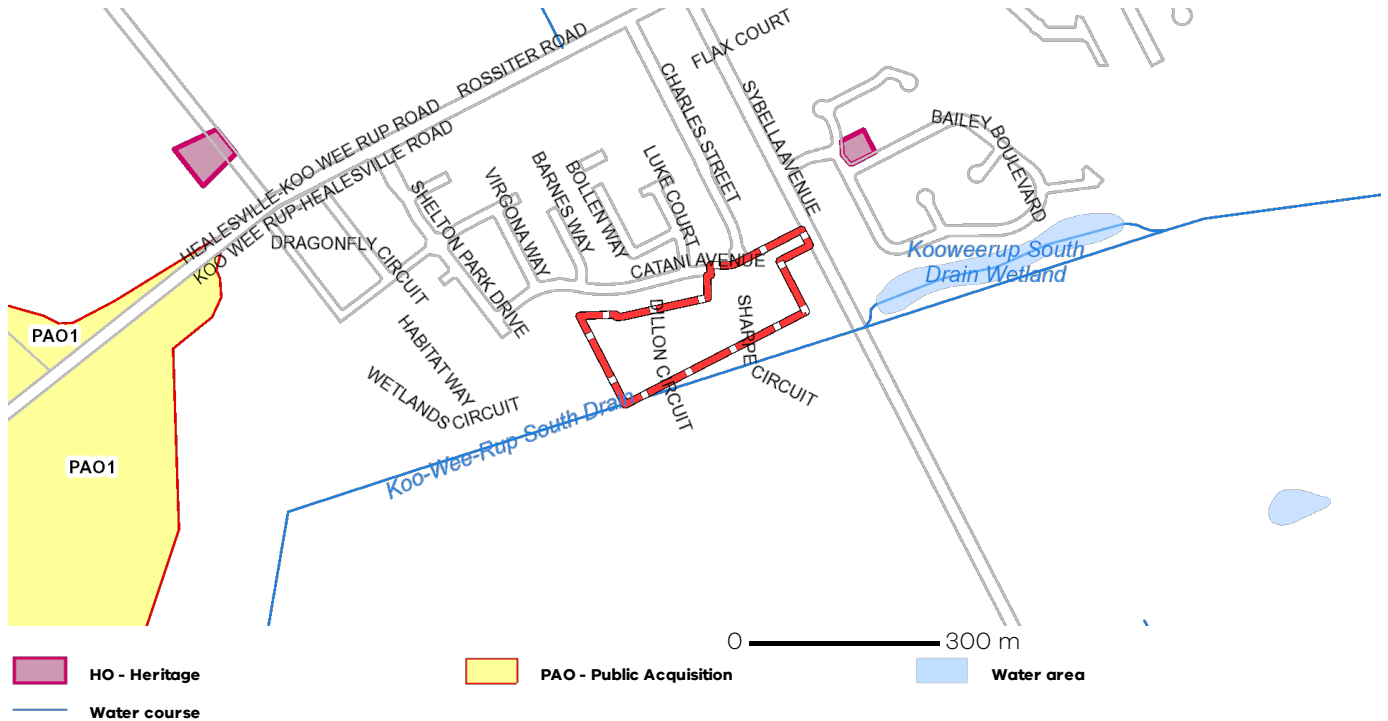 FLAX COURT
ROSSITER ROAD
HEALESVILLE-KOO WEE RUP ROAD
KOO WEE RUP-HEALESVILLE ROAD
CHARLES STREET
SYBELLA AVENUE
BAILEY BOULEVARD
LUKE COURT
BOLLEN WAY
BARNES WAY
VIRGONA WAY
SHELTON PARK DRIVE
DRAGONFLY CIRCUIT
CATANI AVENUE
Kooweerup South
Drain Wetland
DILLON CIRCUIT
SHARPE CIRCUIT
HABITAT WAY
WETLANDS CIRCUIT
Koo-Wee-Rup South Drain
PAO1
PAO1
0 300 m
HO - Heritage
PAO - Public Acquisition
Water area
Water course